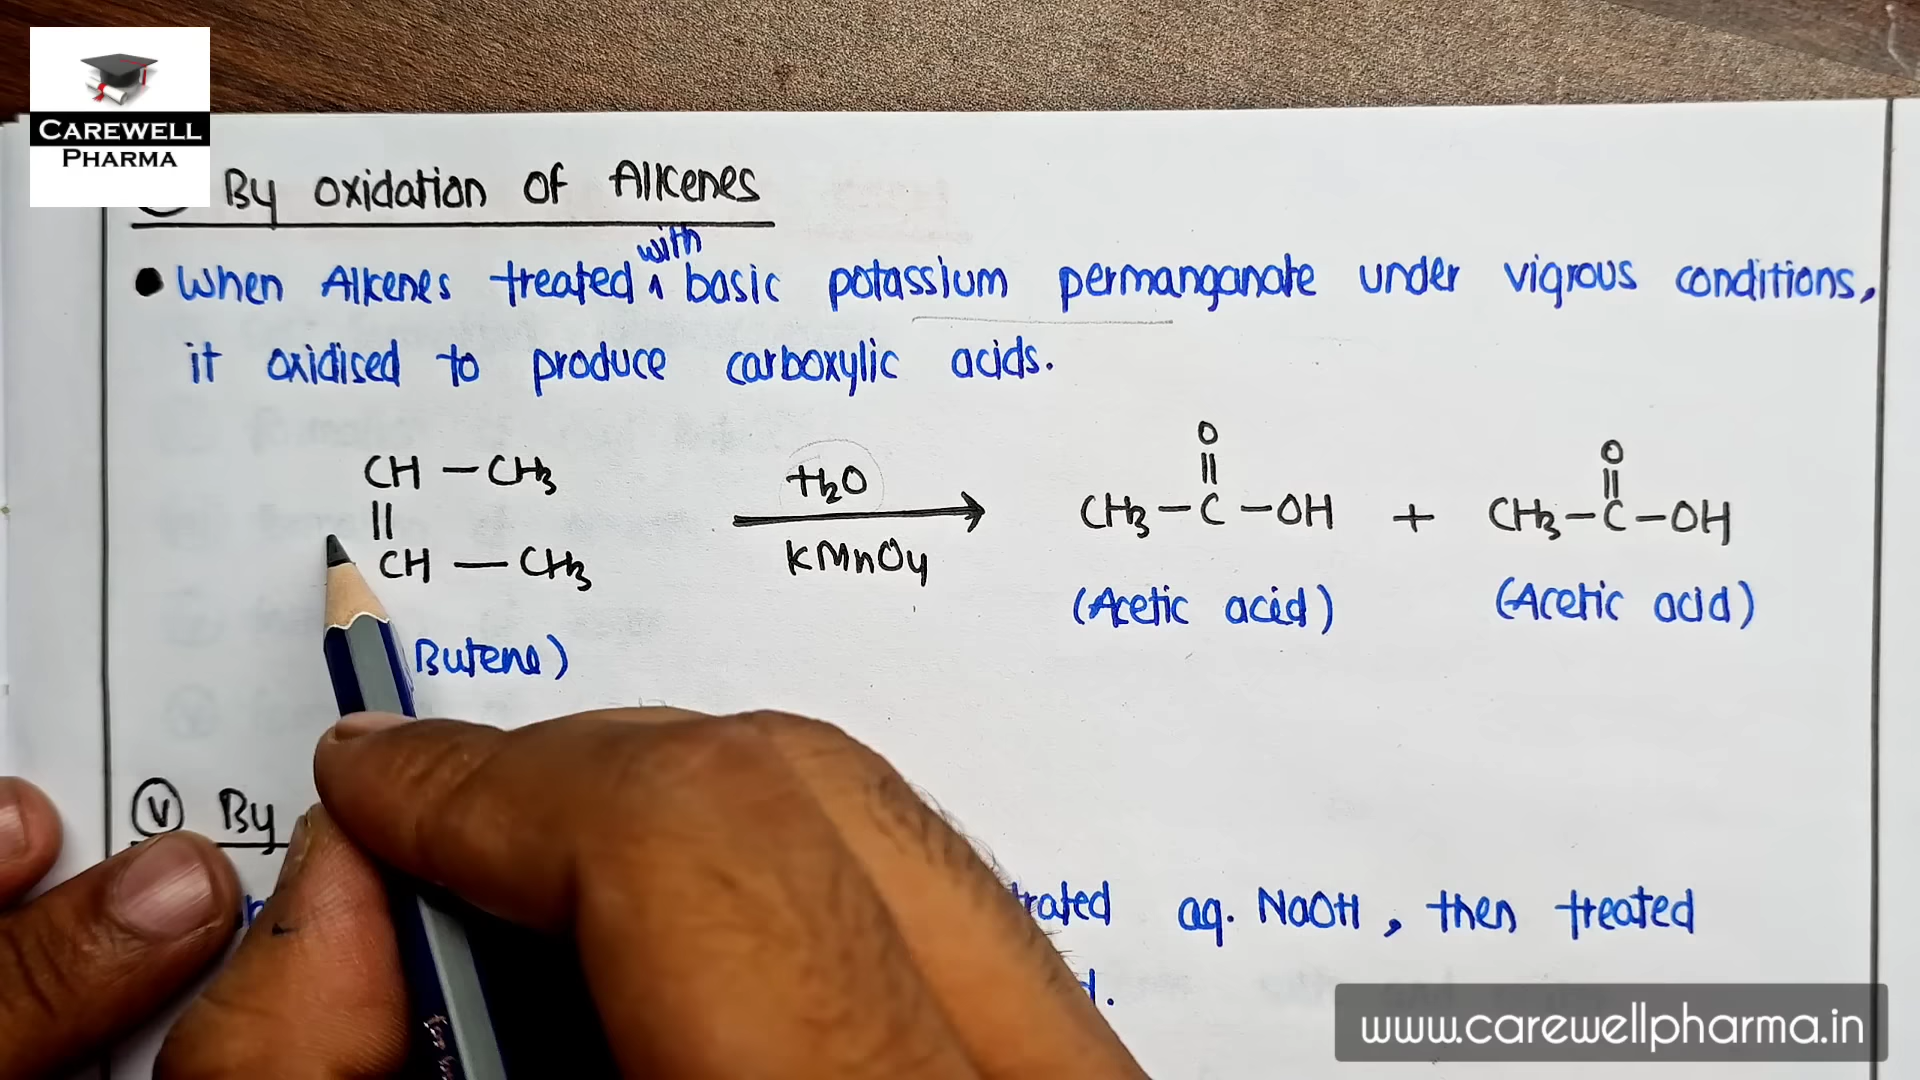 CAREWELL
PHARMA
By oxidation of Alkenes
with
When Alkenes treated ^ basic potassium permanganate under vigrous conditions,
it oxidised to produce carboxylic acids.
CH - CH3
||
CH - CH3
Butene)
H2O
KMnO4
O
||
CH3 - C - OH
+
O
||
CH3 - C - OH
(Acetic acid)
(Acetic acid)
V By
aq. NaOH, then treated
www.carewellpharma.in